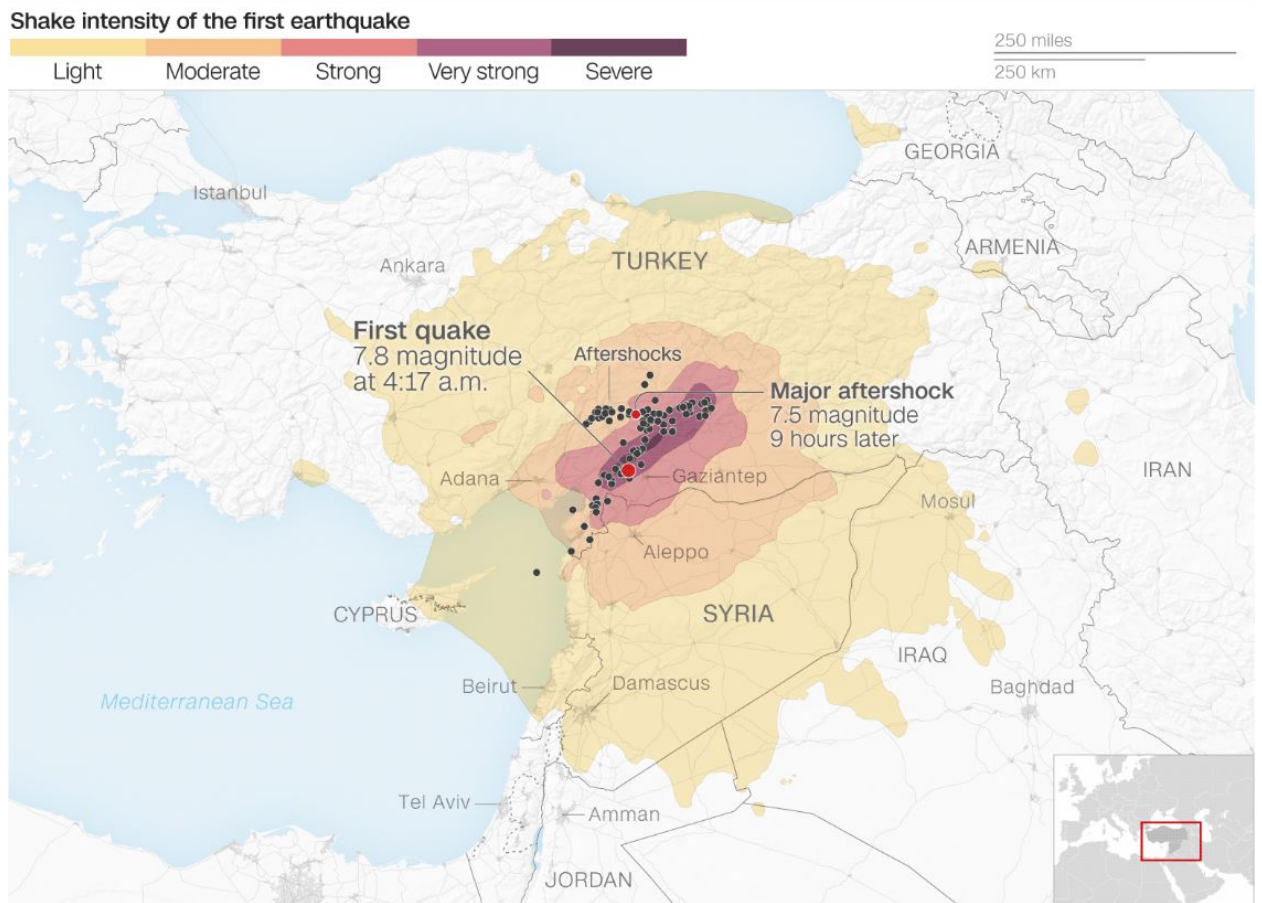 Shake intensity of the first earthquake
Light Moderate Strong Very strong Severe
250 miles
250 km
GEORGIA
Istanbul
ARMENIA
TURKEY
Ankara
First quake
7.8 magnitude
at 4:17 a.m.
Aftershocks
Major aftershock
7.5 magnitude
9 hours later
IRAN
Adana
Gaziantep
Mosul
Aleppo
CYPRUS
SYRIA
IRAQ
Beirut
Damascus
Baghdad
Mediterranean Sea
Tel Aviv
Amman
JORDAN